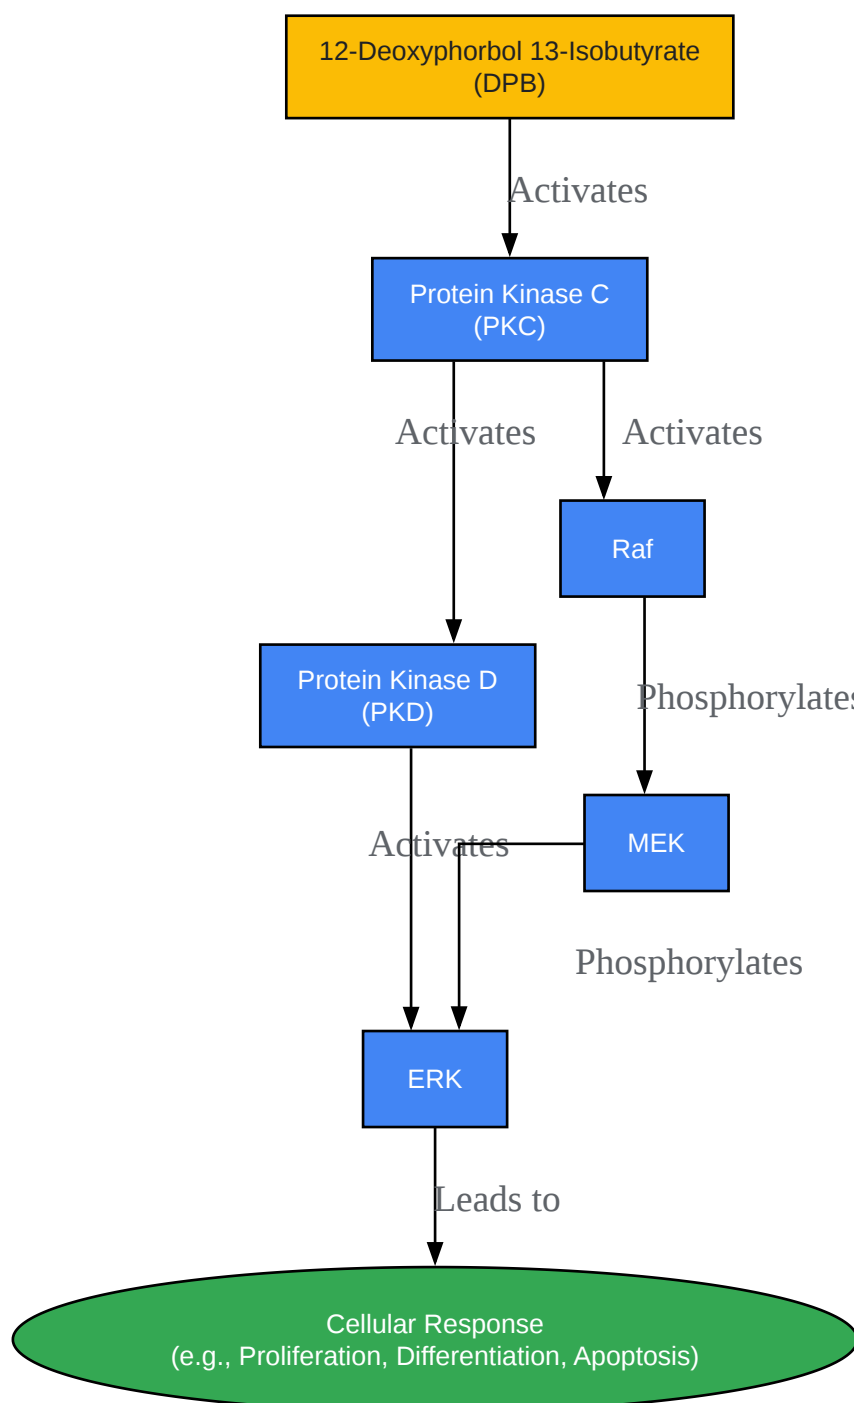 12-Deoxyphorbol 13-Isobutyrate
(DPB)
Activates
Protein Kinase C
(PKC)
Activates
Activates
Raf
Protein Kinase D
(PKD)
Phosphorylates
Activates
MEK
Phosphorylates
ERK
Leads to
Cellular Response
(e.g., Proliferation, Differentiation, Apoptosis)